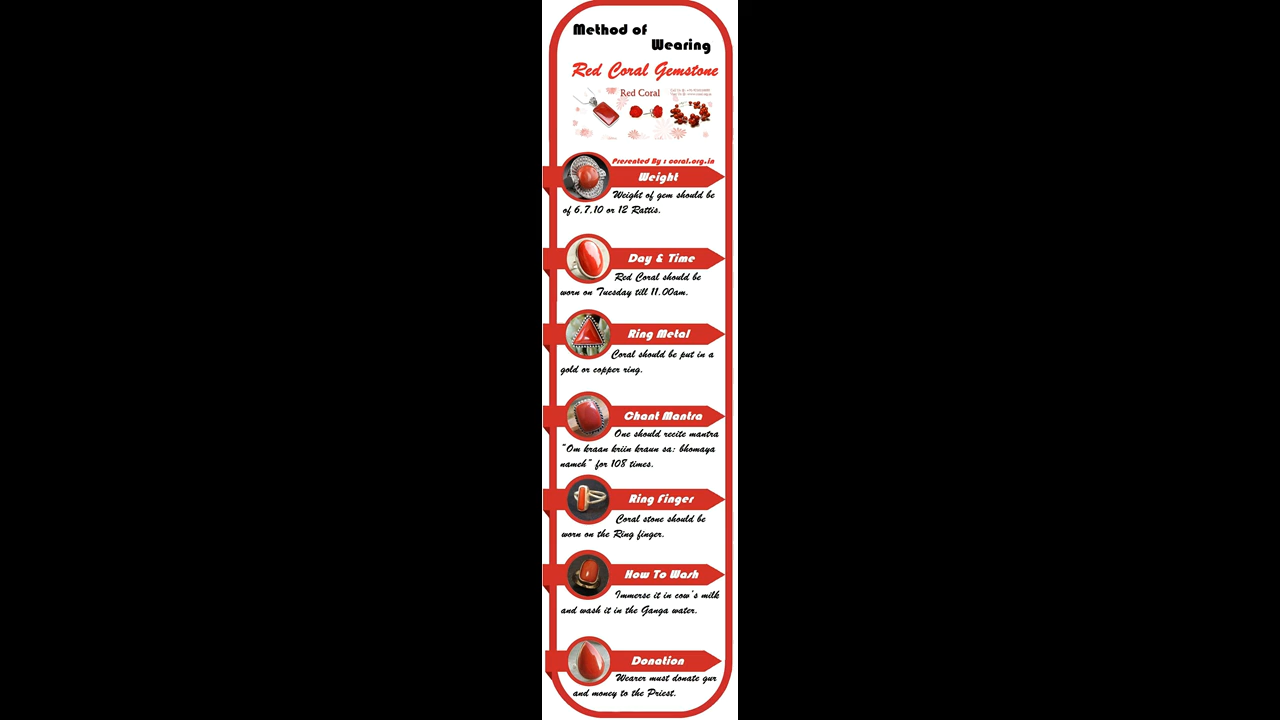 Method of
Wearing
Red Coral Gemstone
Red Coral
Presented By : coral.org.in
Weight
Weight of gem should be
of 6,7,10 or 12 Rattis.
Day & Time
Red Coral should be
worn on Tuesday till 11.00am.
Ring Metal
Coral should be put in a
gold or copper ring.
Chant Mantra
One should recite mantra
"Om kraan kriin kraun sa: bhomaya
nameh" for 108 times.
Ring Finger
Coral stone should be
worn on the Ring finger.
How To Wash
Immerse it in cow's milk
and wash it in the Ganga water.
Donation
Wearer must donate gur
and money to the Priest.